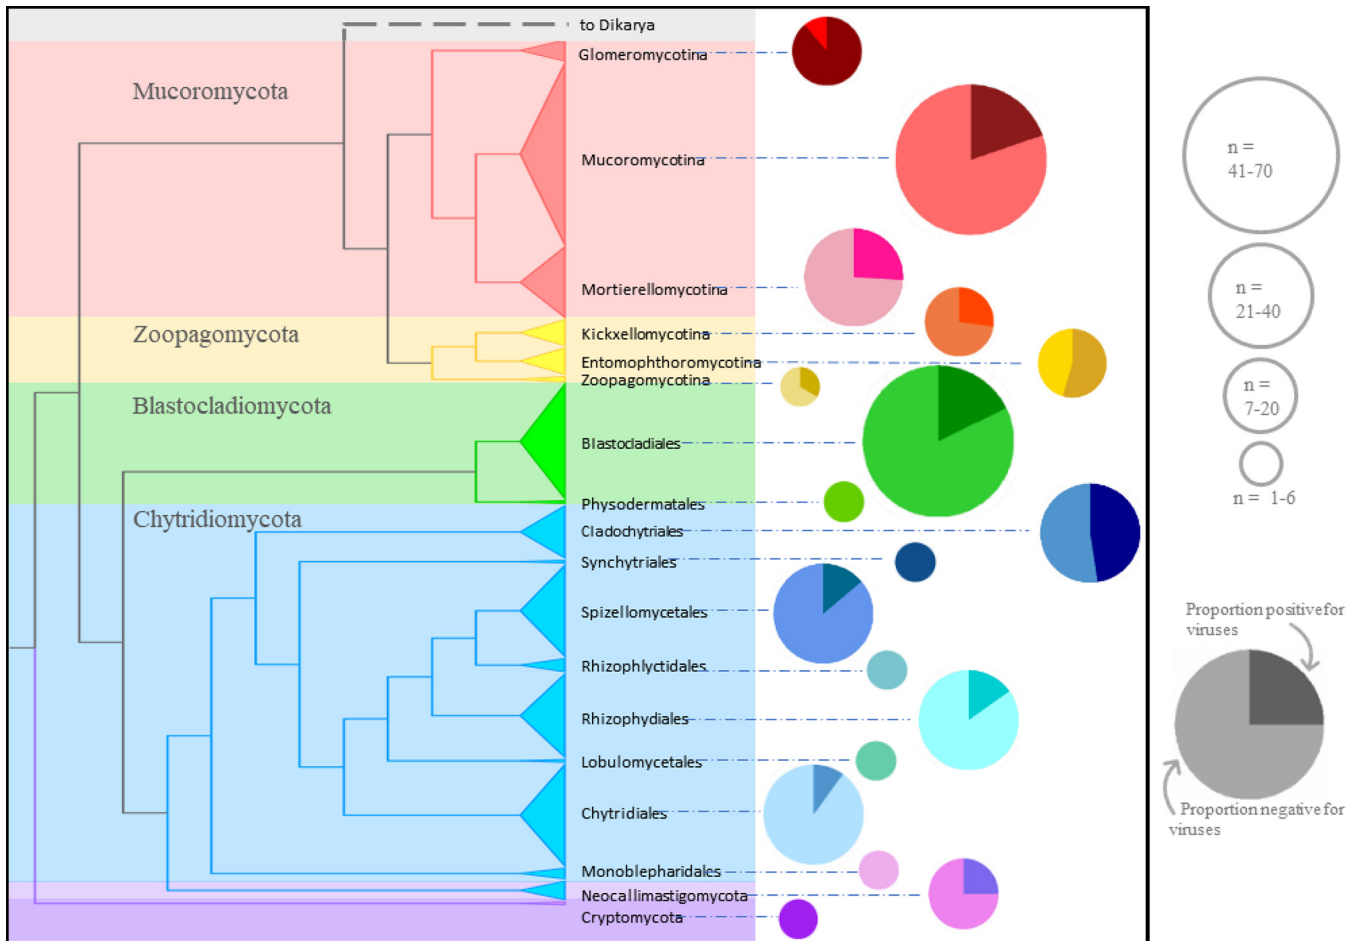 to Dikarya
Glomeromycotina
Mucoromycota
Mucoromycotina
Mortierellomycotina
Zoopagomycota
Kickxellomycotina
Entomophthoromycotina
Zoopagomycotina
Blastocladiomycota
Blastocladiales
Physodermatales
Chytridiomycota
Cladochytriales
Synchytriales
Spizellomycetales
Rhizophlyctidales
Rhizophydiales
Lobulomycetales
Chytridiales
Monoblepharidales
Neocallimastigomycota
Cryptomycota
n =
41-70
n =
21-40
n =
7-20
n = 1-6
Proportion positive for
viruses
Proportion negative for
viruses